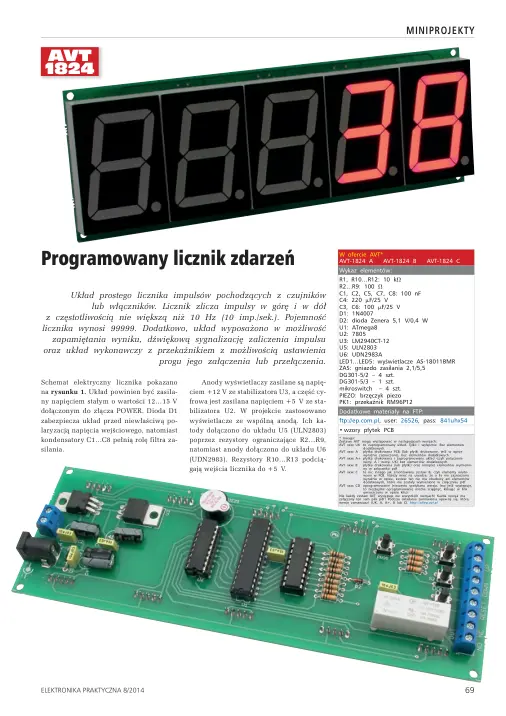 MINIPROJEKTY
AVT
1824
Programowany licznik zdarzeń
Układ prostego licznika impulsów pochodzących z czujników
lub włączników. Licznik zlicza impulsy w górę i w dół
z częstotliwością nie większą niż 10 Hz (10 imp./sek.). Pojemność
licznika wynosi 99999. Dodatkowo, układ wyposażono w możliwość
zapamiętania wyniku, dźwiękową sygnalizację zaliczenia impulsu
oraz układ wykonawczy z przekaźnikiem z możliwością ustawienia
progu jego załączenia lub przełączenia.
Schemat elektryczny licznika pokazano
na rysunku 1. Układ powinien być zasila-
ny napięciem stałym o wartości 12...15 V
dołączonym do złącza POWER. Dioda D1
zabezpiecza układ przed niewłaściwą po-
laryzacją napięcia wejściowego, natomiast
kondensatory C1...C8 pełnią rolę filtra za-
silania.
Anody wyświetlaczy zasilane są napię-
ciem +12 V ze stabilizatora U3, a część cy-
frowa jest zasilana napięciem +5 V ze sta-
bilizatora U2. W projekcie zastosowano
wyświetlacze ze wspólną anodą. Ich ka-
tody dołączono do układu U5 (ULN2803)
poprzez rezystory ograniczające R2...R9,
natomiast anody dołączono do układu U6
(UDN2983). Rezystory R10...R13 podcią-
gają wejścia licznika do +5 V.
W ofercie AVT*
AVT-1824 A AVT-1824 B AVT-1824 C
Wykaz elementów:
R1, R10...R12: 10 kΩ
R2...R9: 100 Ω
C1, C2, C5, C7, C8: 100 nF
C4: 220 µF/25 V
C3, C6: 100 µF/25 V
D1: 1N4007
D2: dioda Zenera 5,1 V/0,4 W
U1: ATmega8
U2: 7805
U3: LM2940CT-12
U5: ULN2803
U6: UDN2983A
LED1...LED5: wyświetlacze AS-18011BMR
ZAS: gniazdo zasilania 2,1/5,5
DG301-5/2 – 4 szt.
DG301-5/3 – 1 szt.
mikroswitch – 4 szt.
PIEZO: brzęczyk piezo
PK1: przekaźnik RM96P12
Dodatkowe materiały na FTP:
ftp://ep.com.pl, user: 26526, pass: 841uhx54
• wzory płytek PCB
ELEKTRONIKA PRAKTYCZNA 8/2014
69